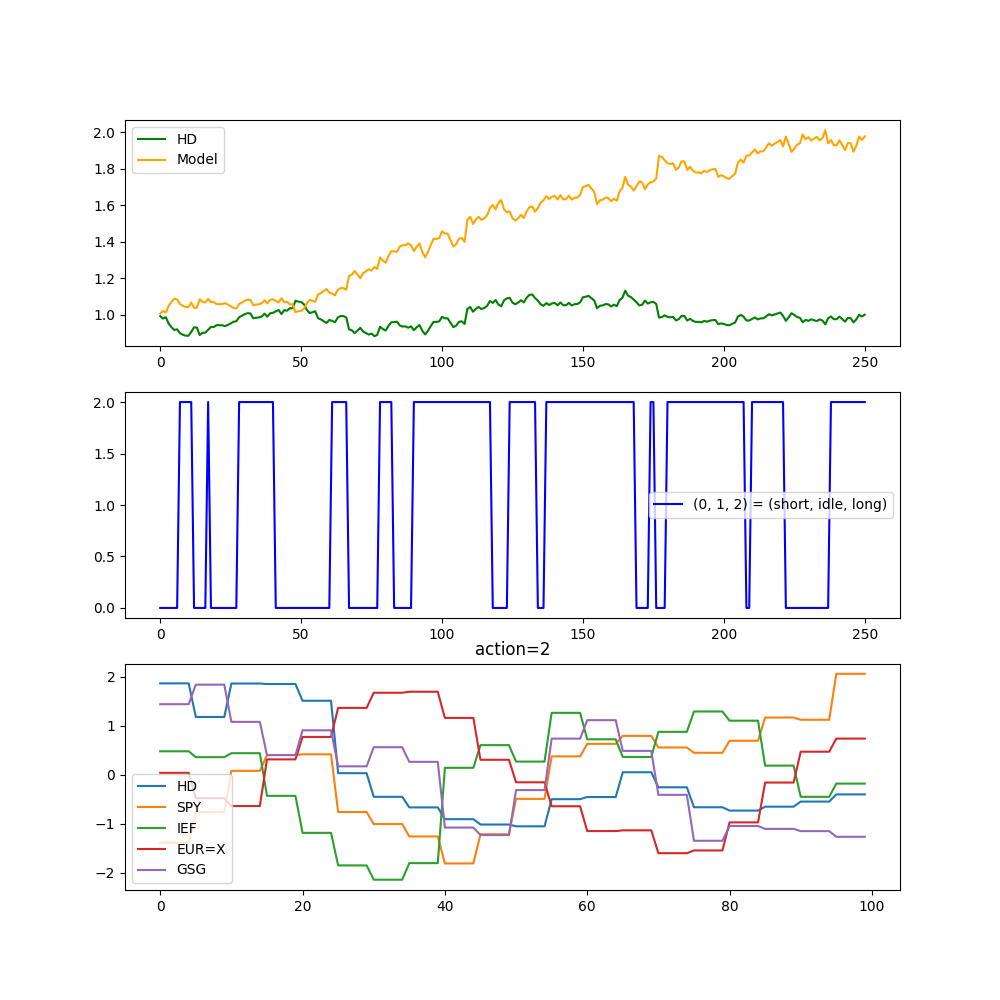 2.0
1.8
1.6
1.4
1.2
1.0
HD
Model
0 50 100 150 200 250
2.0
1.5
1.0
0.5
0.0
(0, 1, 2) = (short, idle, long)
0 50 100 150 200 250
action=2
2
1
0
−1
−2
HD
SPY
IEF
EUR=X
GSG
0 20 40 60 80 100